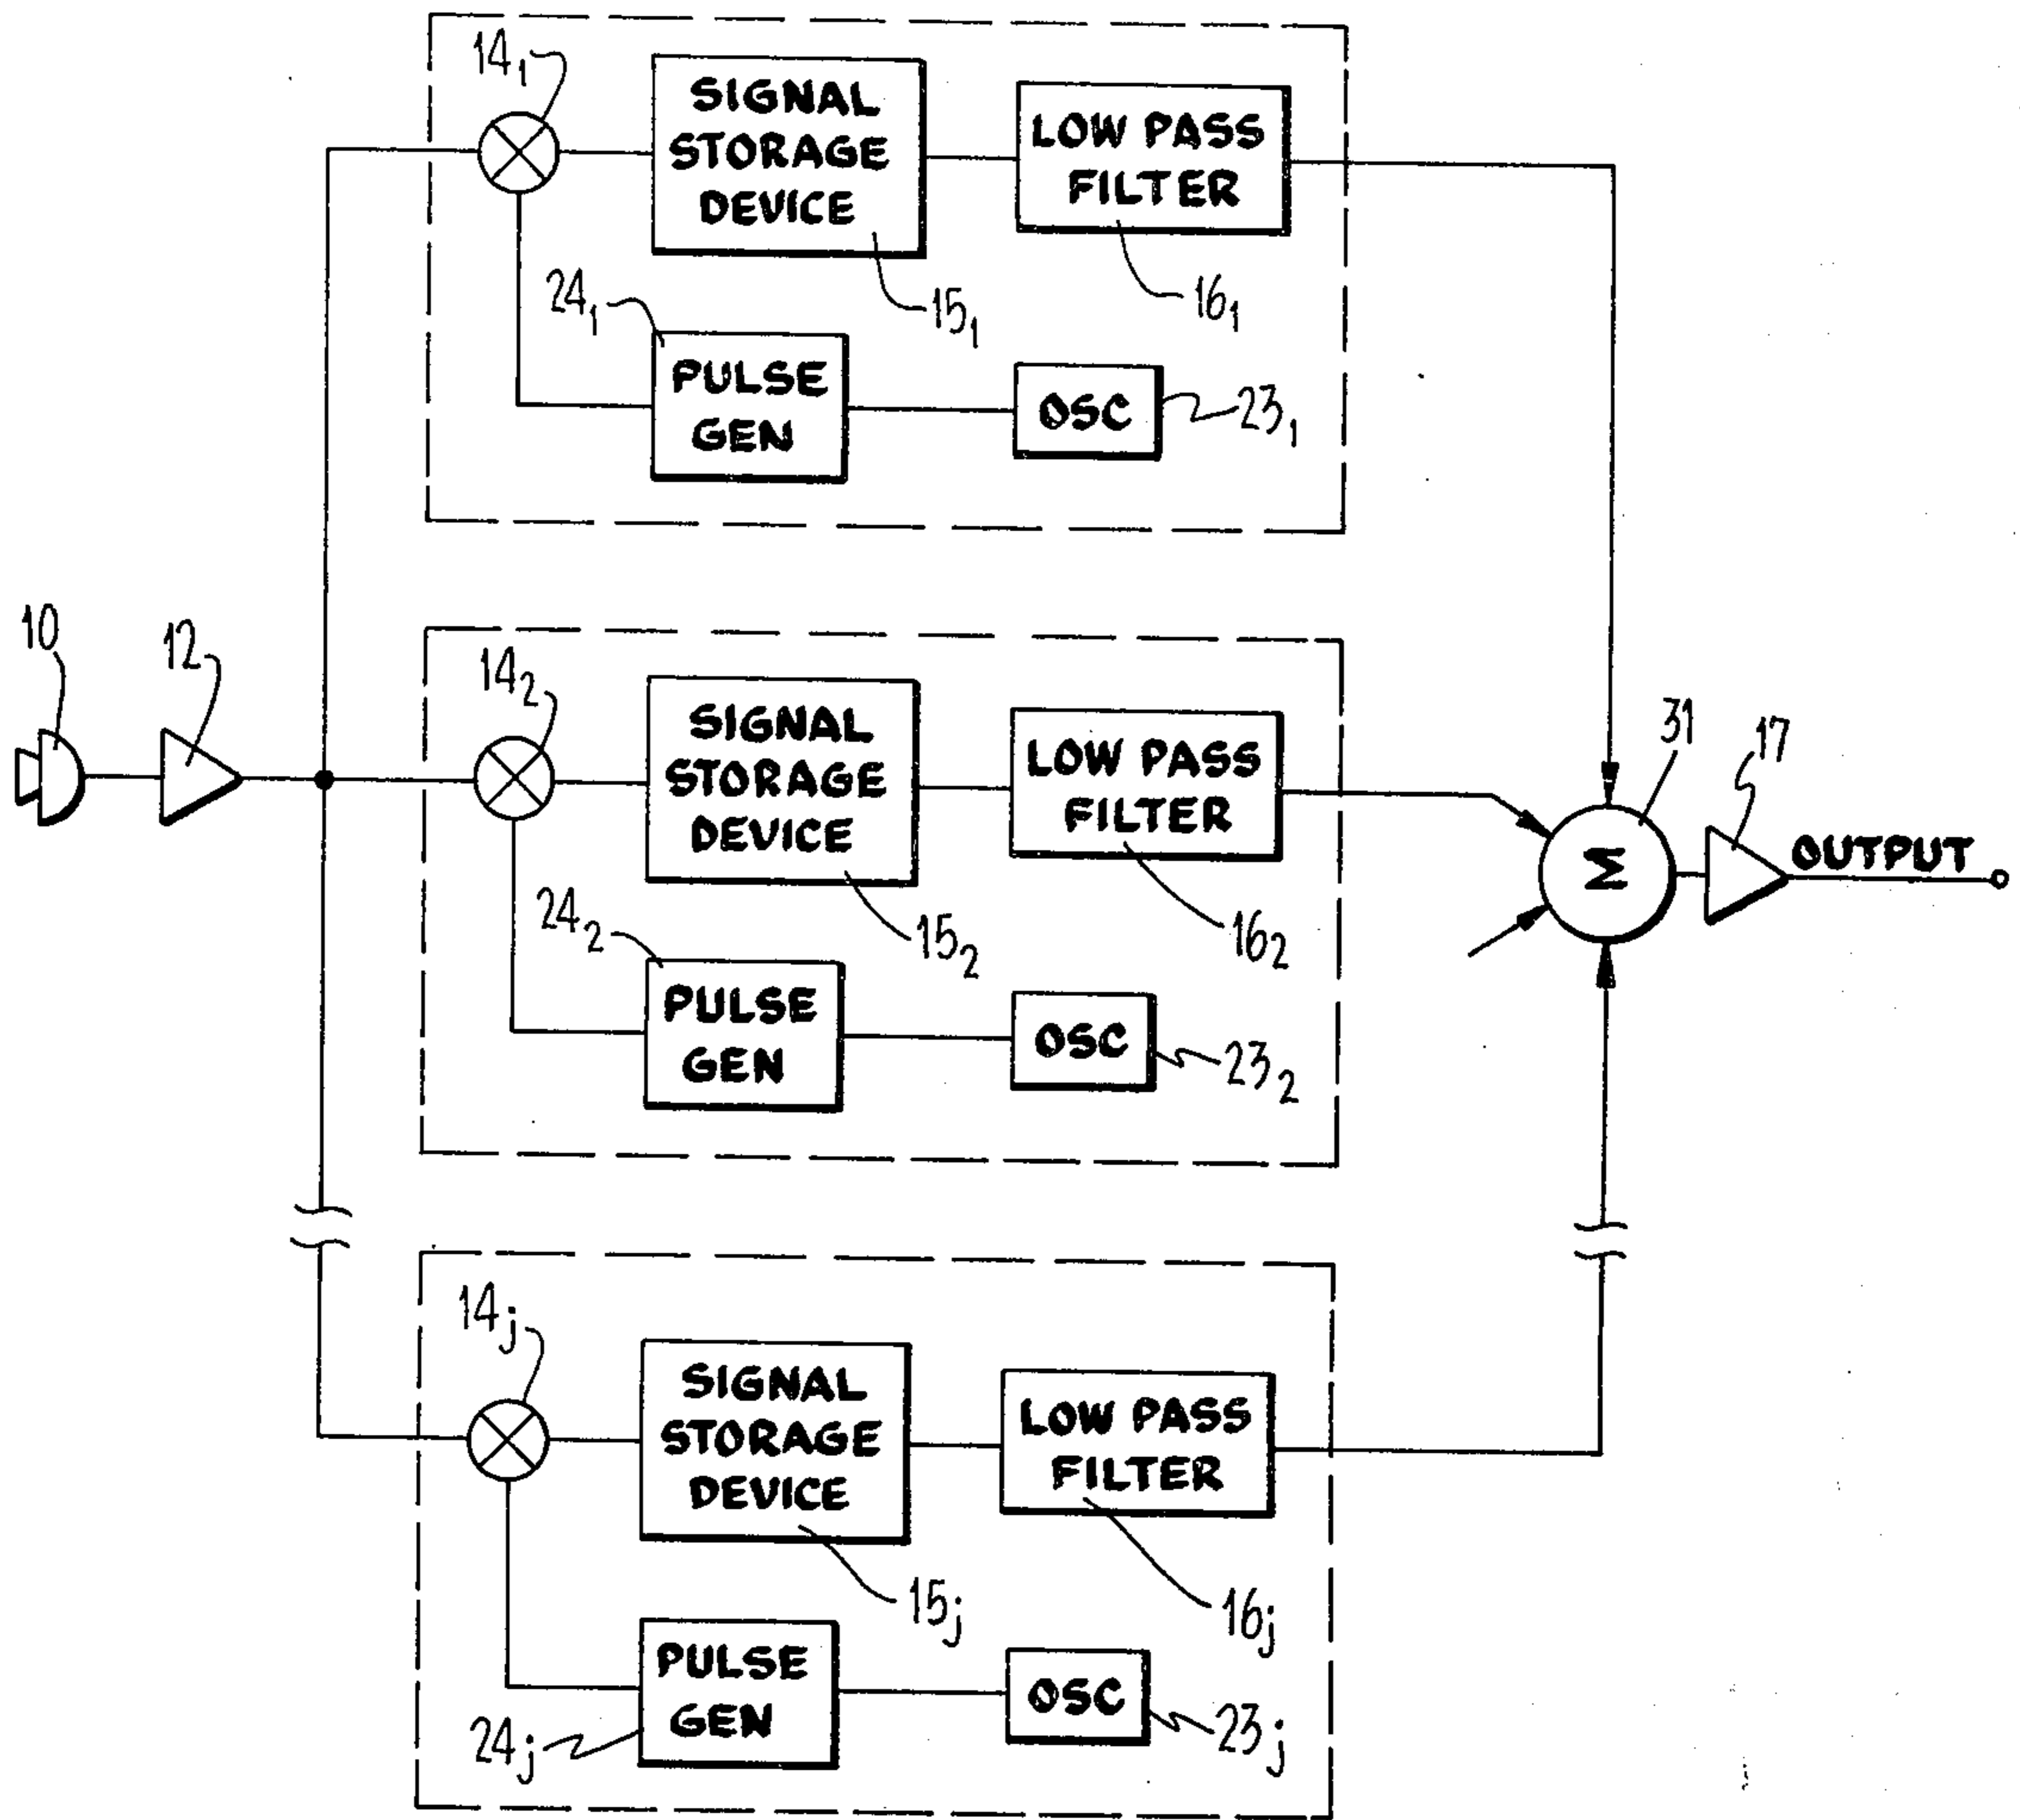 14₁
SIGNAL
STORAGE
DEVICE
LOW PASS
FILTER
24₁
15₁
16₁
PULSE
GEN
OSC
23₁
10
12
14₂
SIGNAL
STORAGE
DEVICE
LOW PASS
FILTER
31
17
Σ
OUTPUT
24₂
15₂
16₂
PULSE
GEN
OSC
23₂
14j
SIGNAL
STORAGE
DEVICE
LOW PASS
FILTER
15j
16j
PULSE
GEN
OSC
24j
23j